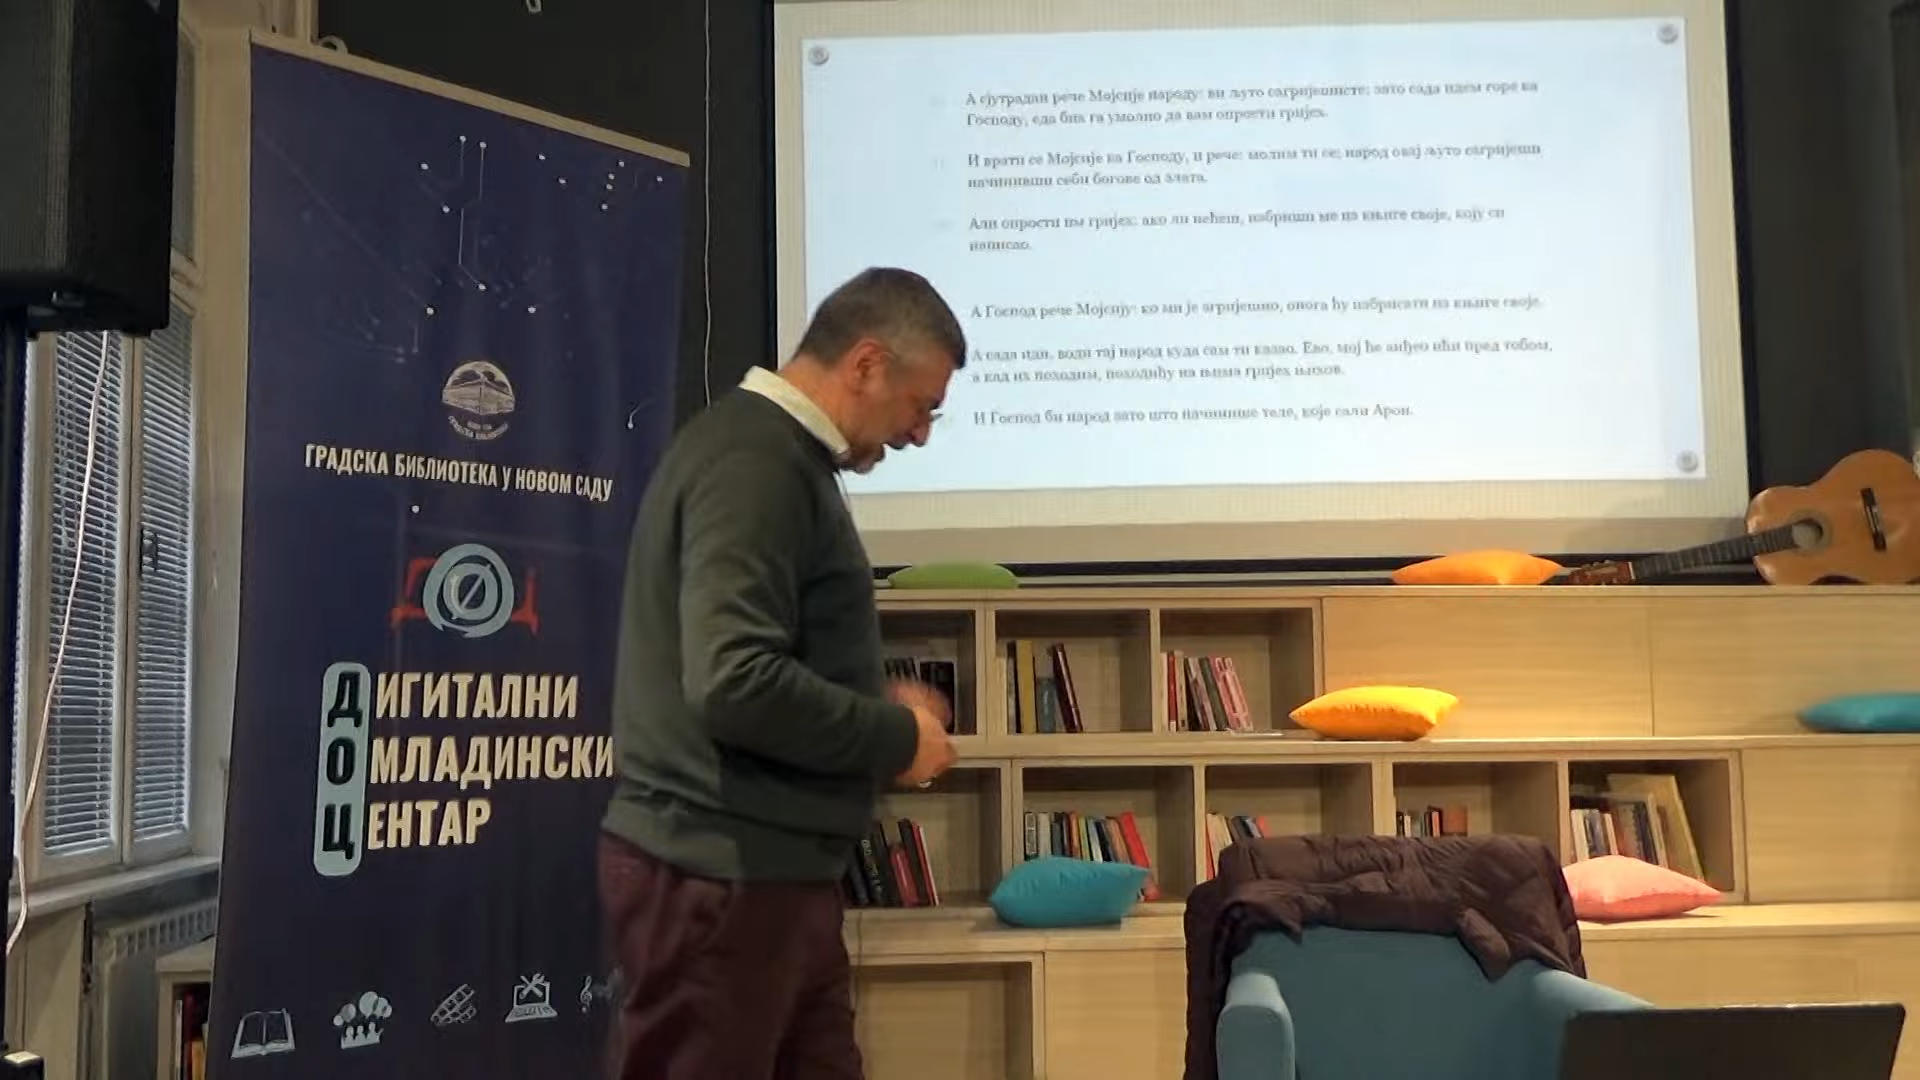 ГРАДСКА БИБЛИОТЕКА У НОВОМ САДУ
ДОЦ
ДИГИТАЛНИ
ОМЛАДИНСКИ
ЦЕНТАР
А сјутрадан рече Мојсије народу: ви љуто сагријешисте; зато сада идем горе ка
Господу, еда бих га умолио да вам опрости гријех.
И врати се Мојсије ка Господу, и рече: молим ти се; народ овај љуто сагријеши
начинивши себи богове од злата.
Али опрости им гријех: ако ли нећеш, избриши ме из књиге своје, коју си
написао.
А Господ рече Мојсију: ко ми је згријешио, онога ћу избрисати из књиге своје.
А сада иди, води тај народ куда сам ти казао. Ево, мој ће анђео ићи пред тобом,
а кад их походим, походићу на њима гријех њихов.
И Господ би народ зато што начинише теле, које сали Арон.